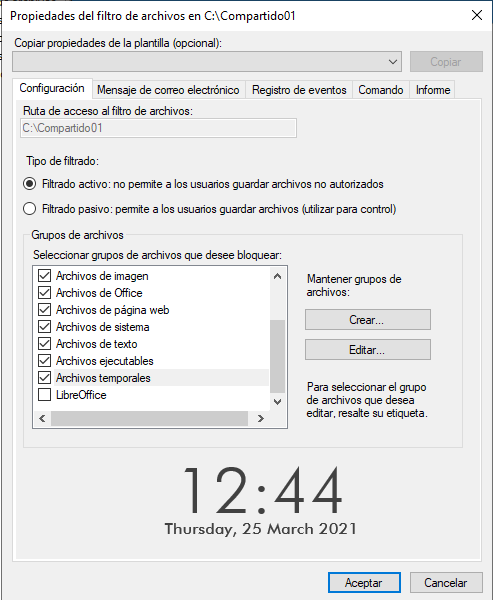 Propiedades del filtro de archivos en C:\Compartido01
Copiar propiedades de la plantilla (opcional):
Copiar
Configuración
Mensaje de correo electrónico
Registro de eventos
Comando
Informe
Ruta de acceso al filtro de archivos:
C:\Compartido01
Tipo de filtrado:
Filtrado activo: no permite a los usuarios guardar archivos no autorizados
Filtrado pasivo: permite a los usuarios guardar archivos (utilizar para control)
Grupos de archivos
Seleccionar grupos de archivos que desee bloquear:
Archivos de imagen
Archivos de Office
Archivos de página web
Archivos de sistema
Archivos de texto
Archivos ejecutables
Archivos temporales
LibreOffice
Mantener grupos de
archivos:
Crear...
Editar...
Para seleccionar el grupo
de archivos que desea
editar, resalte su etiqueta.
12:44
Thursday, 25 March 2021
Aceptar
Cancelar